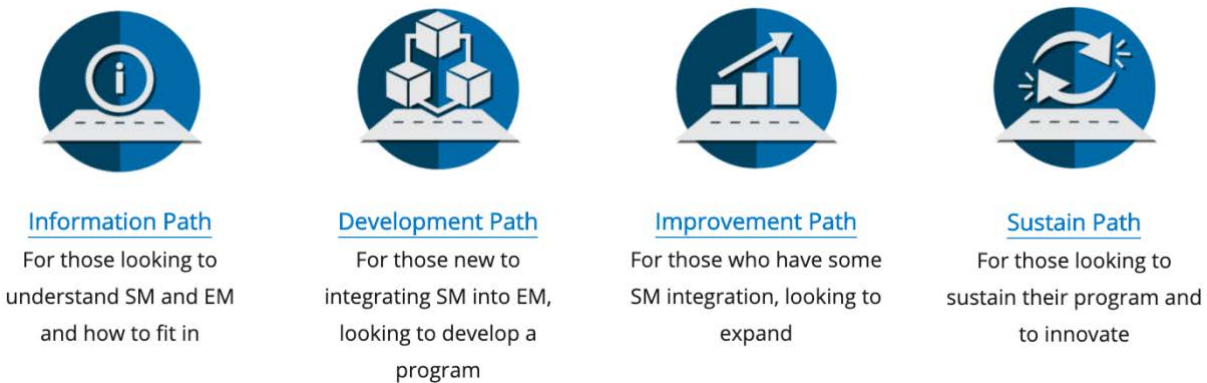 i
Information Path
For those looking to
understand SM and EM
and how to fit in
Development Path
For those new to
integrating SM into EM,
looking to develop a
program
Improvement Path
For those who have some
SM integration, looking to
expand
Sustain Path
For those looking to
sustain their program and
to innovate